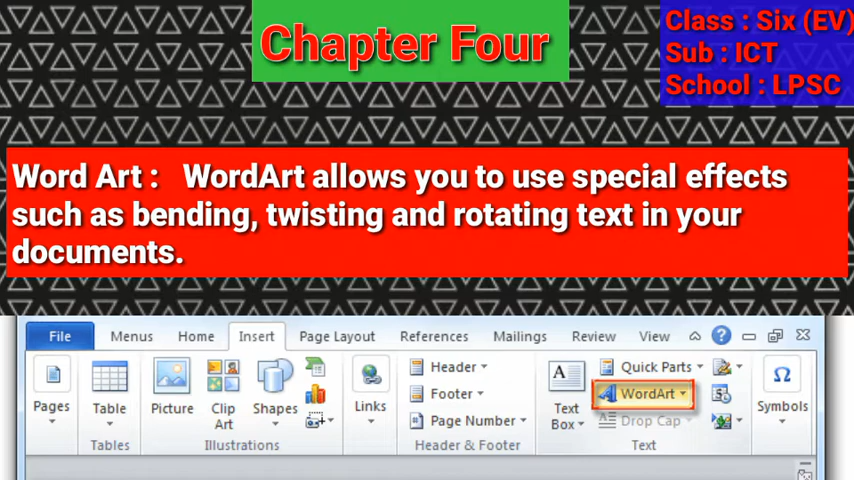 Chapter Four
Class : Six (EV)
Sub : ICT
School : LPSC
Word Art : WordArt allows you to use special effects
such as bending, twisting and rotating text in your
documents.
File Menus Home Insert Page Layout References Mailings Review View
Pages
Table
Picture
Clip
Art
Shapes
Links
Header
Footer
Page Number
A
Text
Box
Quick Parts
A WordArt
Drop Cap
Ω
Symbols
Tables
Illustrations
Header & Footer
Text